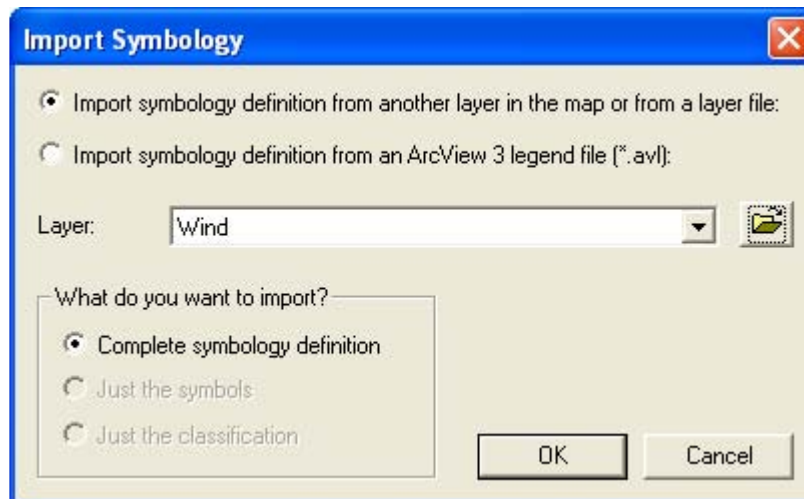 Import Symbology
Import symbology definition from another layer in the map or from a layer file:
Import symbology definition from an ArcView 3 legend file (*.avl):
Layer: Wind
What do you want to import?
Complete symbology definition
Just the symbols
Just the classification
OK Cancel